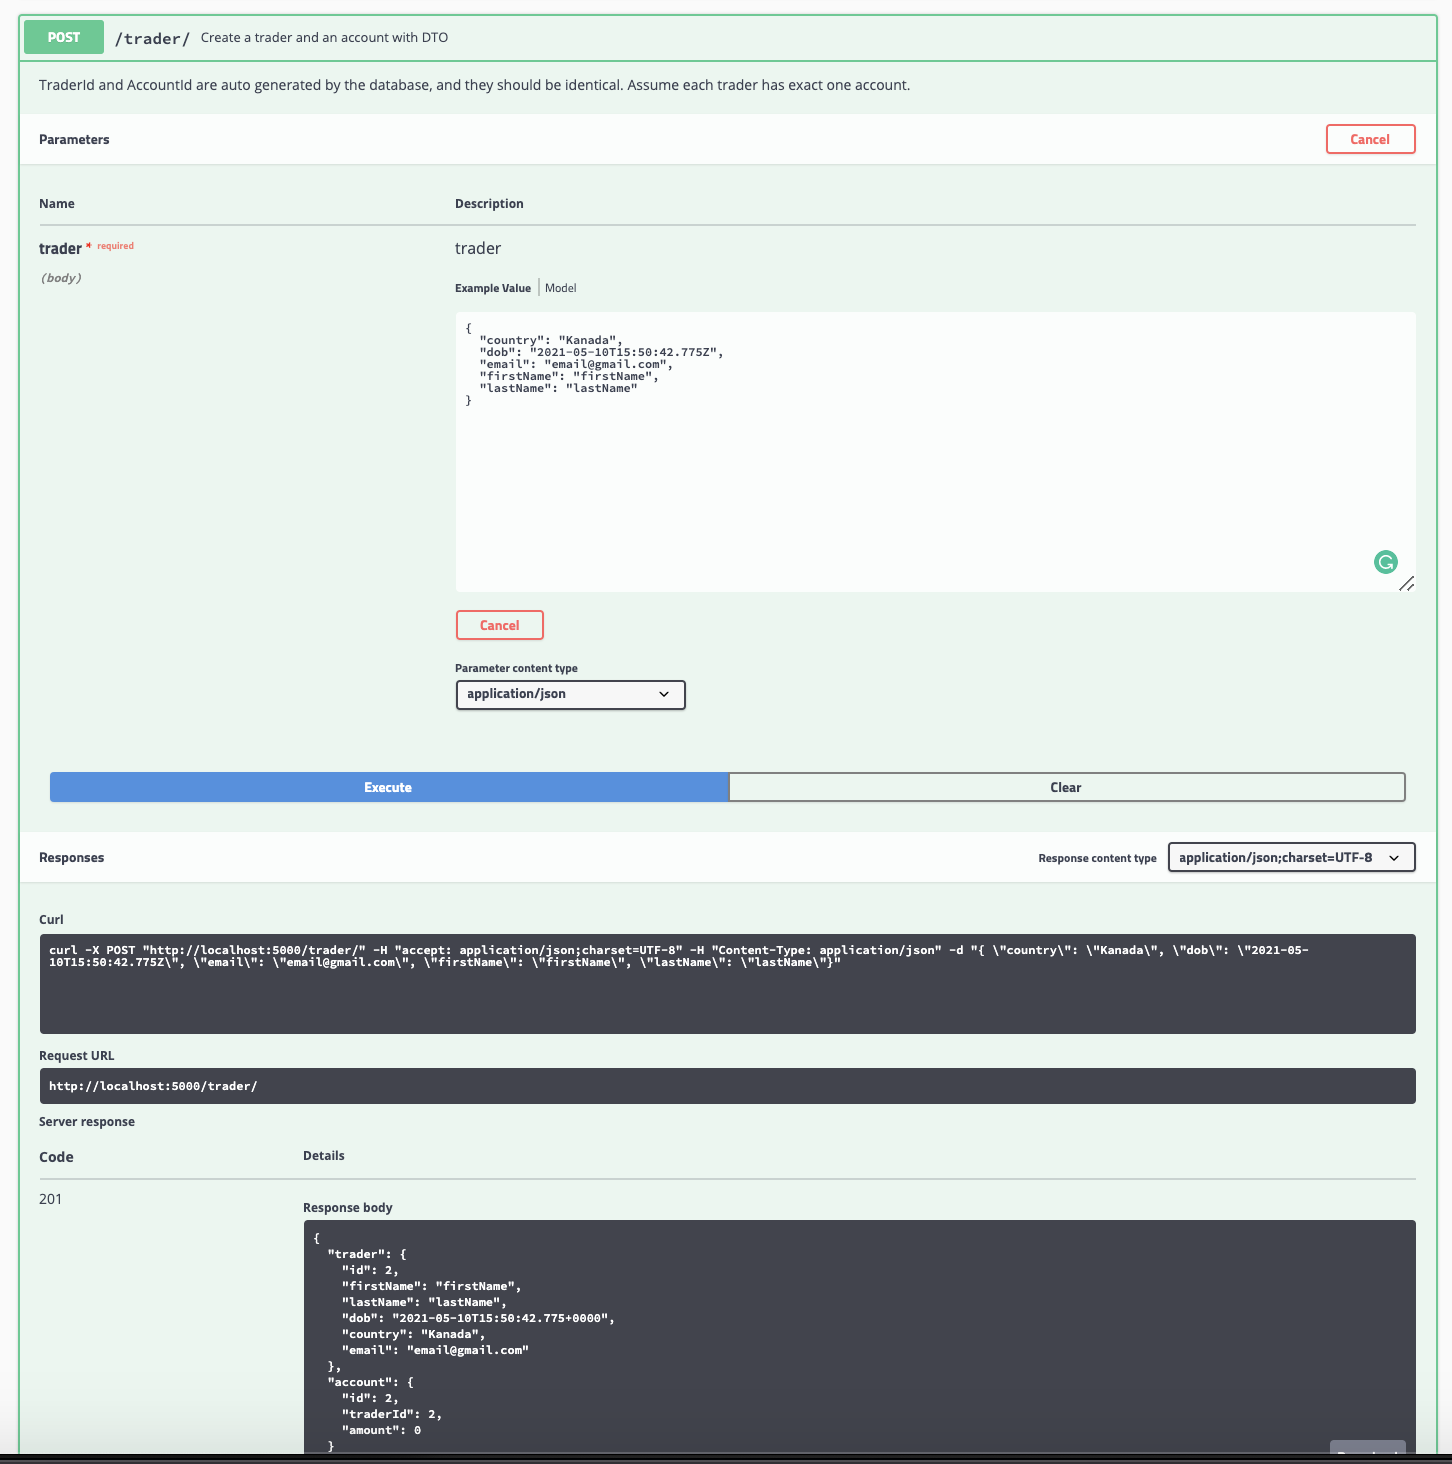 POST /trader/ Create a trader and an account with DTO
TraderId and AccountId are auto generated by the database, and they should be identical. Assume each trader has exact one account.
Parameters Cancel
Name Description
trader * required trader
(body)
Example Value Model
{
"country": "Kanada",
"dob": "2021-05-10T15:50:42.775Z",
"email": "email@gmail.com",
"firstName": "firstName",
"lastName": "lastName"
}
Cancel
Parameter content type
application/json
Execute Clear
Responses Response content type application/json;charset=UTF-8
Curl
curl -X POST "http://localhost:5000/trader/" -H "accept: application/json;charset=UTF-8" -H "Content-Type: application/json" -d "{ \"country\": \"Kanada\", \"dob\": \"2021-05-
10T15:50:42.775Z\", \"email\": \"email@gmail.com\", \"firstName\": \"firstName\", \"lastName\": \"lastName\"}"
Request URL
http://localhost:5000/trader/
Server response
Code Details
201
Response body
{
"trader": {
"id": 2,
"firstName": "firstName",
"lastName": "lastName",
"dob": "2021-05-10T15:50:42.775+0000",
"country": "Kanada",
"email": "email@gmail.com"
},
"account": {
"id": 2,
"traderId": 2,
"amount": 0
}